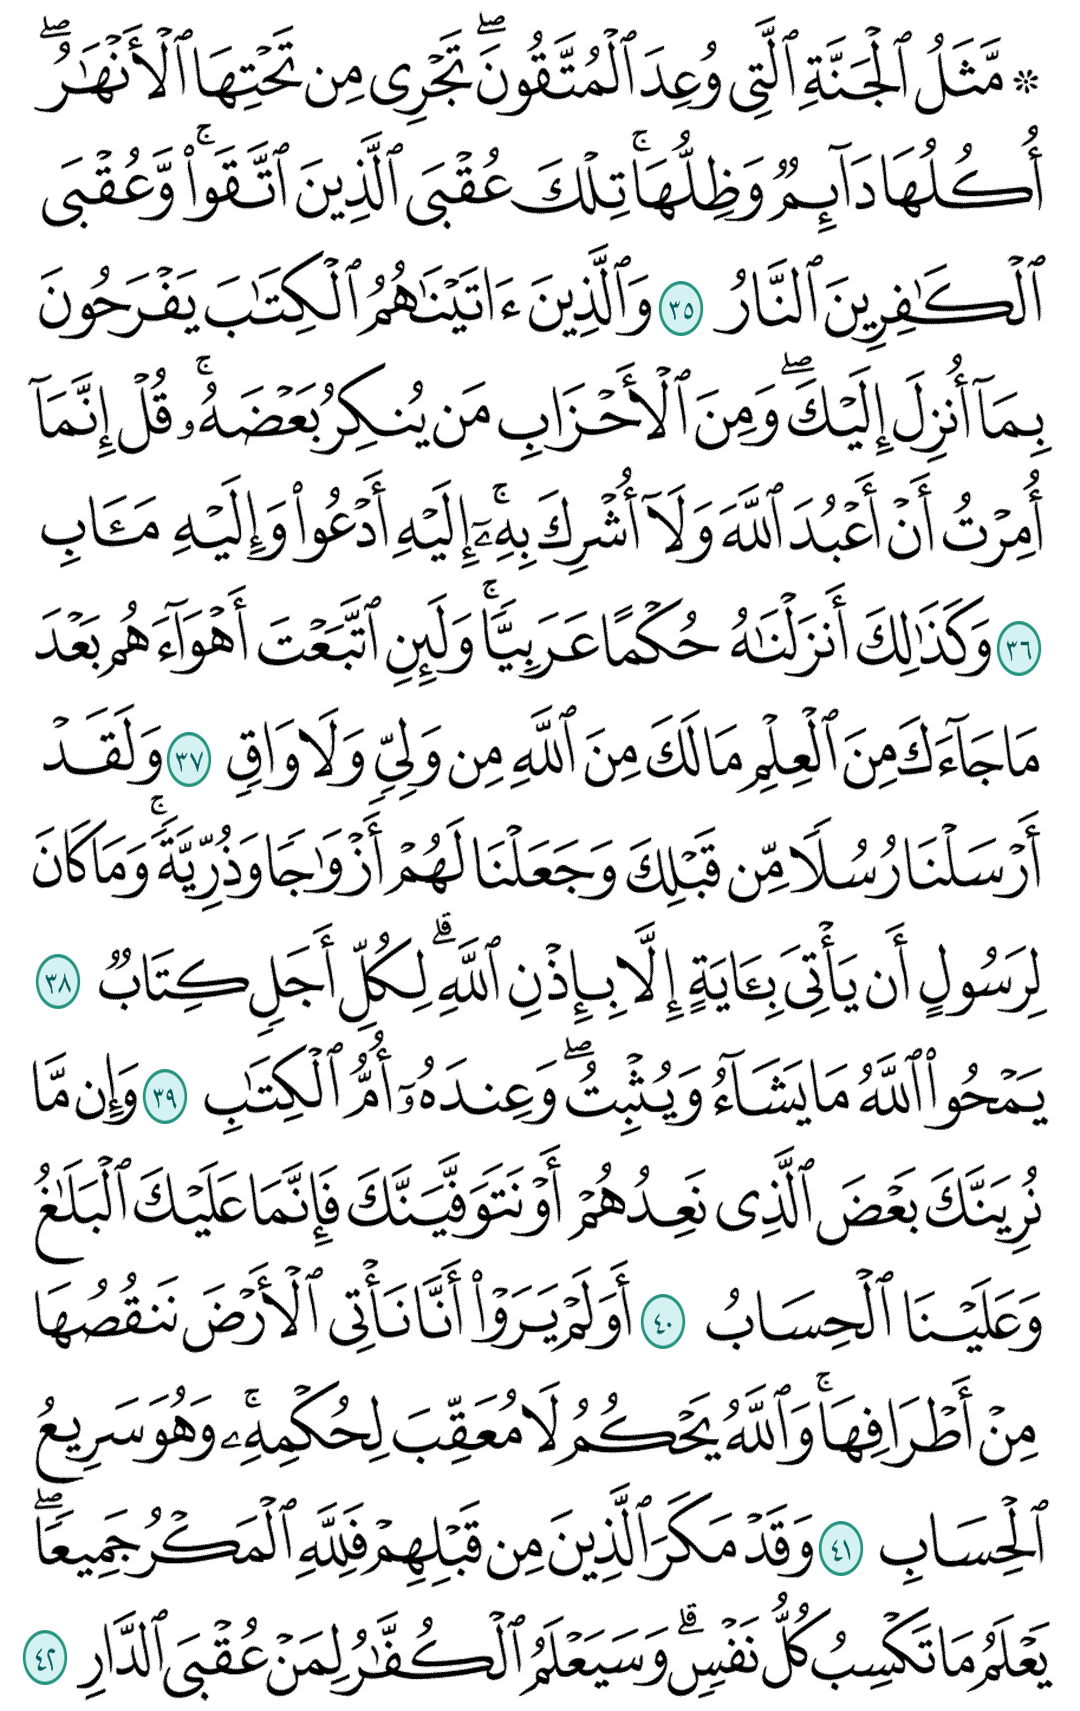 ۞ مَّثَلُ ٱلْجَنَّةِ ٱلَّتِى وُعِدَ ٱلْمُتَّقُونَ ۖ تَجْرِى مِن تَحْتِهَا ٱلْأَنْهَـٰرُ ۖ
أُكُلُهَا دَآئِمٌ وَظِلُّهَا ۚ تِلْكَ عُقْبَى ٱلَّذِينَ ٱتَّقَوا۟ ۚ وَّعُقْبَى
ٱلْكَـٰفِرِينَ ٱلنَّارُ ٣٥ وَٱلَّذِينَ ءَاتَيْنَـٰهُمُ ٱلْكِتَـٰبَ يَفْرَحُونَ
بِمَآ أُنزِلَ إِلَيْكَ ۖ وَمِنَ ٱلْأَحْزَابِ مَن يُنكِرُ بَعْضَهُۥ ۚ قُلْ إِنَّمَآ
أُمِرْتُ أَنْ أَعْبُدَ ٱللَّهَ وَلَآ أُشْرِكَ بِهِۦٓ ۚ إِلَيْهِ أَدْعُوا۟ وَإِلَيْهِ مَـَٔابِ
٣٦ وَكَذَٰلِكَ أَنزَلْنَـٰهُ حُكْمًا عَرَبِيًّا ۚ وَلَئِنِ ٱتَّبَعْتَ أَهْوَآءَهُم بَعْدَ
مَا جَآءَكَ مِنَ ٱلْعِلْمِ مَا لَكَ مِنَ ٱللَّهِ مِن وَلِىٍّ وَلَا وَاقٍ ٣٧ وَلَقَدْ
أَرْسَلْنَا رُسُلًا مِّن قَبْلِكَ وَجَعَلْنَا لَهُمْ أَزْوَٰجًا وَذُرِّيَّةً ۚ وَمَا كَانَ
لِرَسُولٍ أَن يَأْتِىَ بِـَٔايَةٍ إِلَّا بِإِذْنِ ٱللَّهِ ۗ لِكُلِّ أَجَلٍ كِتَابٌ ٣٨
يَمْحُوا۟ ٱللَّهُ مَا يَشَآءُ وَيُثْبِتُ ۖ وَعِندَهُۥٓ أُمُّ ٱلْكِتَـٰبِ ٣٩ وَإِن مَّا
نُرِيَنَّكَ بَعْضَ ٱلَّذِى نَعِدُهُمْ أَوْ نَتَوَفَّيَنَّكَ فَإِنَّمَا عَلَيْكَ ٱلْبَلَـٰغُ
وَعَلَيْنَا ٱلْحِسَابُ ٤٠ أَوَلَمْ يَرَوْا۟ أَنَّا نَأْتِى ٱلْأَرْضَ نَنقُصُهَا
مِنْ أَطْرَافِهَا ۚ وَٱللَّهُ يَحْكُمُ لَا مُعَقِّبَ لِحُكْمِهِۦ ۚ وَهُوَ سَرِيعُ
ٱلْحِسَابِ ٤١ وَقَدْ مَكَرَ ٱلَّذِينَ مِن قَبْلِهِمْ فَلِلَّهِ ٱلْمَكْرُ جَمِيعًا ۖ
يَعْلَمُ مَا تَكْسِبُ كُلُّ نَفْسٍ ۗ وَسَيَعْلَمُ ٱلْكُفَّـٰرُ لِمَنْ عُقْبَى ٱلدَّارِ ٤٢